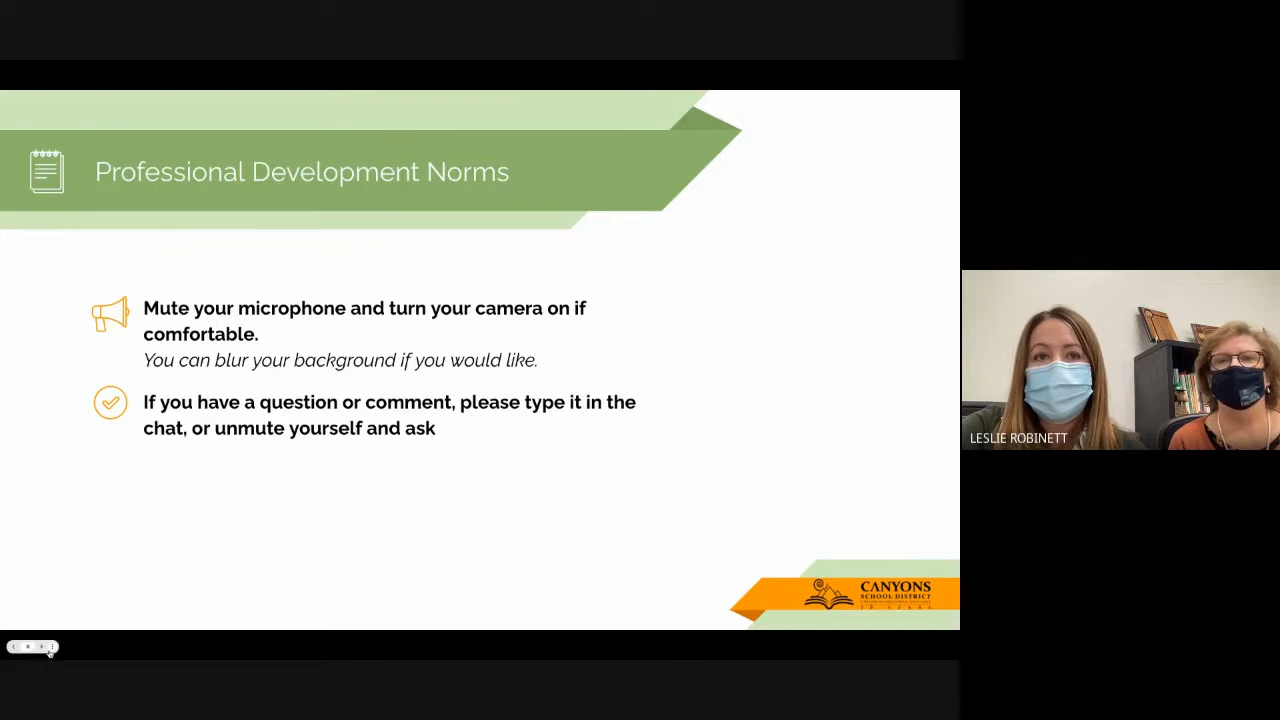 Professional Development Norms
Mute your microphone and turn your camera on if
comfortable.
You can blur your background if you would like.
If you have a question or comment, please type it in the
chat, or unmute yourself and ask
LESLIE ROBINETT
CANYONS
SCHOOL DISTRICT